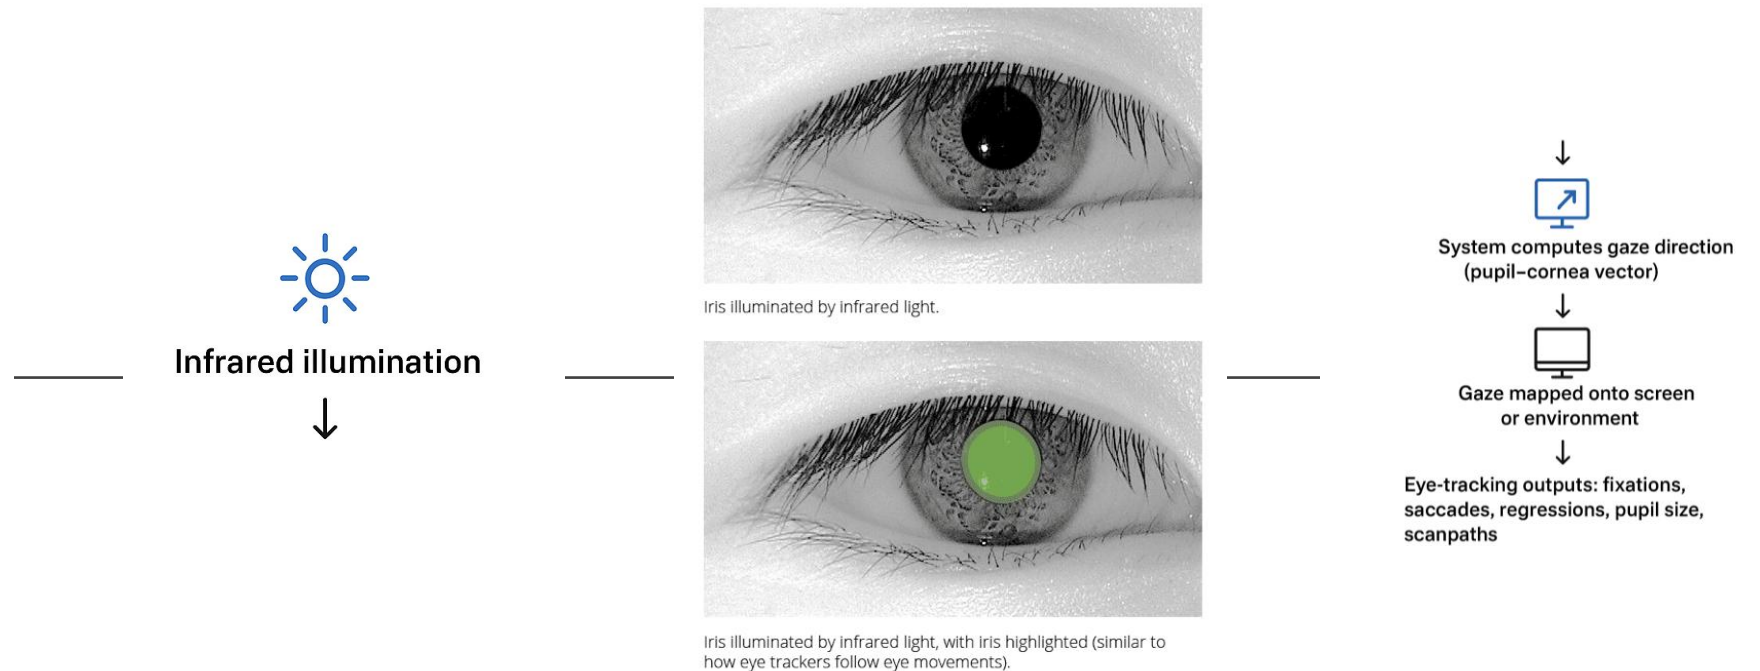 Infrared illumination
Iris illuminated by infrared light.
Iris illuminated by infrared light, with iris highlighted (similar to
how eye trackers follow eye movements).
System computes gaze direction
(pupil–cornea vector)
Gaze mapped onto screen
or environment
Eye-tracking outputs: fixations,
saccades, regressions, pupil size,
scanpaths